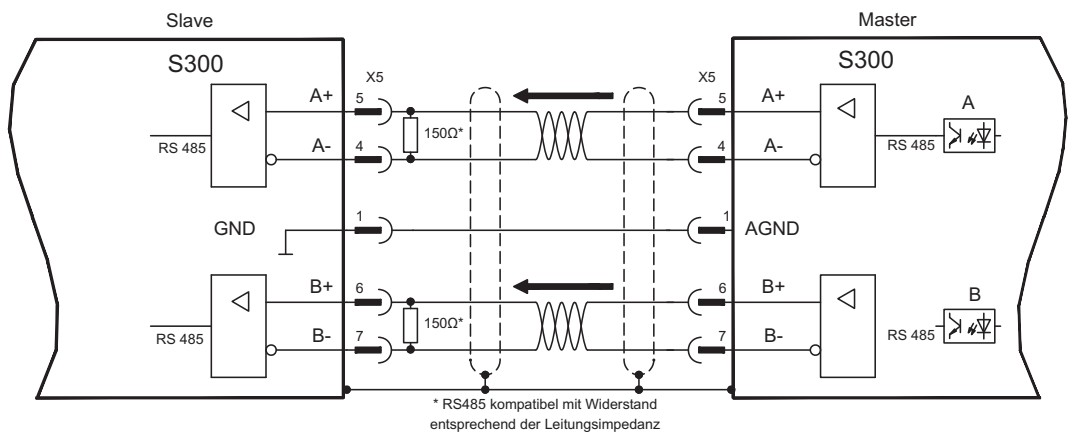 Slave
Master
S300
X5
X5
S300
A+
5
5
A+
A
150Ω*
RS 485
A-
4
4
A-
RS 485
GND
1
1
AGND
B+
6
6
B+
B
150Ω*
RS 485
B-
7
7
B-
RS 485
* RS485 kompatibel mit Widerstand
entsprechend der Leitungsimpedanz